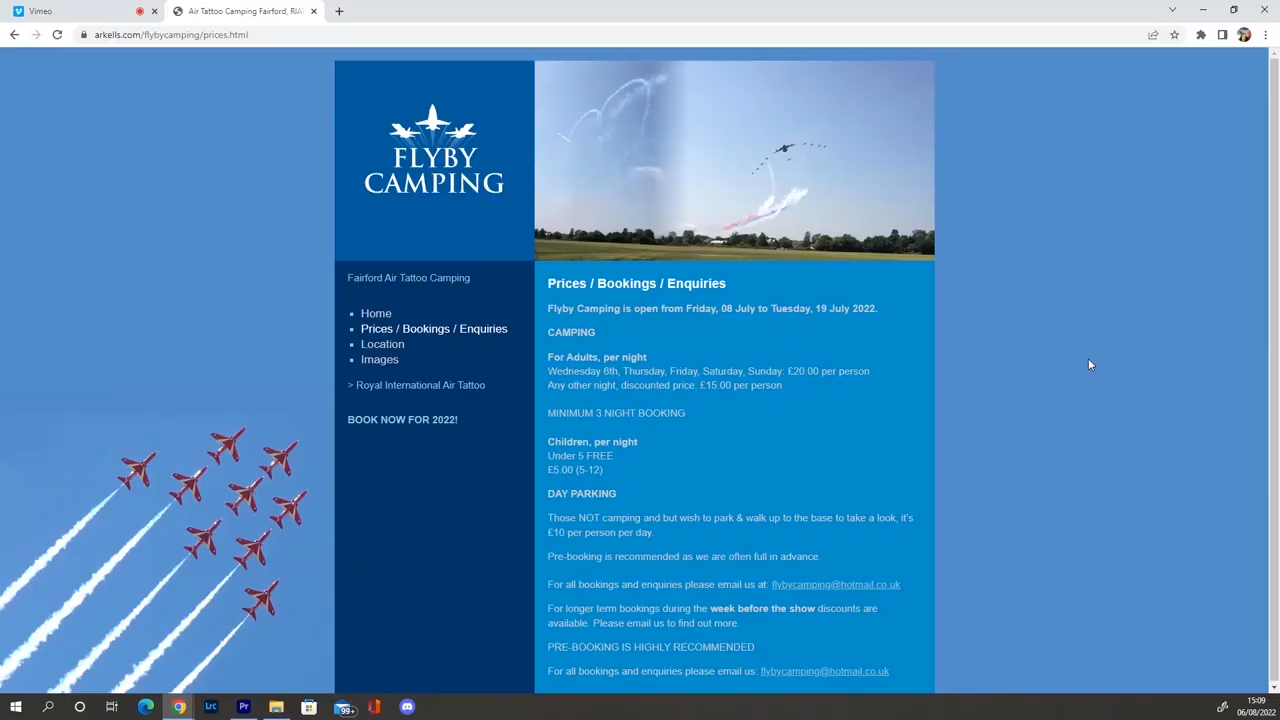 Vimeo
Air Tattoo Camping Fairford, RIA
arkells.com/flybycamping/prices.html
FLYBY
CAMPING
Fairford Air Tattoo Camping
Home
Prices / Bookings / Enquiries
Location
Images
> Royal International Air Tattoo
BOOK NOW FOR 2022!
Prices / Bookings / Enquiries
Flyby Camping is open from Friday, 08 July to Tuesday, 19 July 2022.
CAMPING
For Adults, per night
Wednesday 6th, Thursday, Friday, Saturday, Sunday: £20.00 per person
Any other night, discounted price: £15.00 per person
MINIMUM 3 NIGHT BOOKING
Children, per night
Under 5 FREE
£5.00 (5-12)
DAY PARKING
Those NOT camping and but wish to park & walk up to the base to take a look, it's
£10 per person per day.
Pre-booking is recommended as we are often full in advance.
For all bookings and enquiries please email us at: flybycamping@hotmail.co.uk
For longer term bookings during the week before the show discounts are
available. Please email us to find out more.
PRE-BOOKING IS HIGHLY RECOMMENDED
For all bookings and enquiries please email us: flybycamping@hotmail.co.uk
Lrc
Pr
99+
15:09
06/08/2022